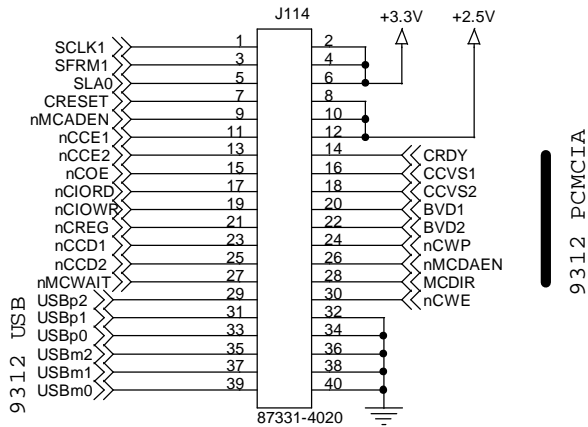 J114
+3.3V
+2.5V
SCLK1 1 2
SFRM1 3 4
SLA0 5 6
CRESET 7 8
nMCADEN 9 10
nCCE1 11 12
nCCE2 13 14 CRDY
nCOE 15 16 CCVS1
nCIORD 17 18 CCVS2
nCIOWR 19 20 BVD1
nCREG 21 22 BVD2
nCCD1 23 24 nCWP
nCCD2 25 26 nMCDAEN
nMCWAIT 27 28 MCDIR
USBp2 29 30 nCWE
USBp1 31 32
USBp0 33 34
USBm2 35 36
USBm1 37 38
USBm0 39 40
87331-4020
9312 USB
9312 PCMCIA